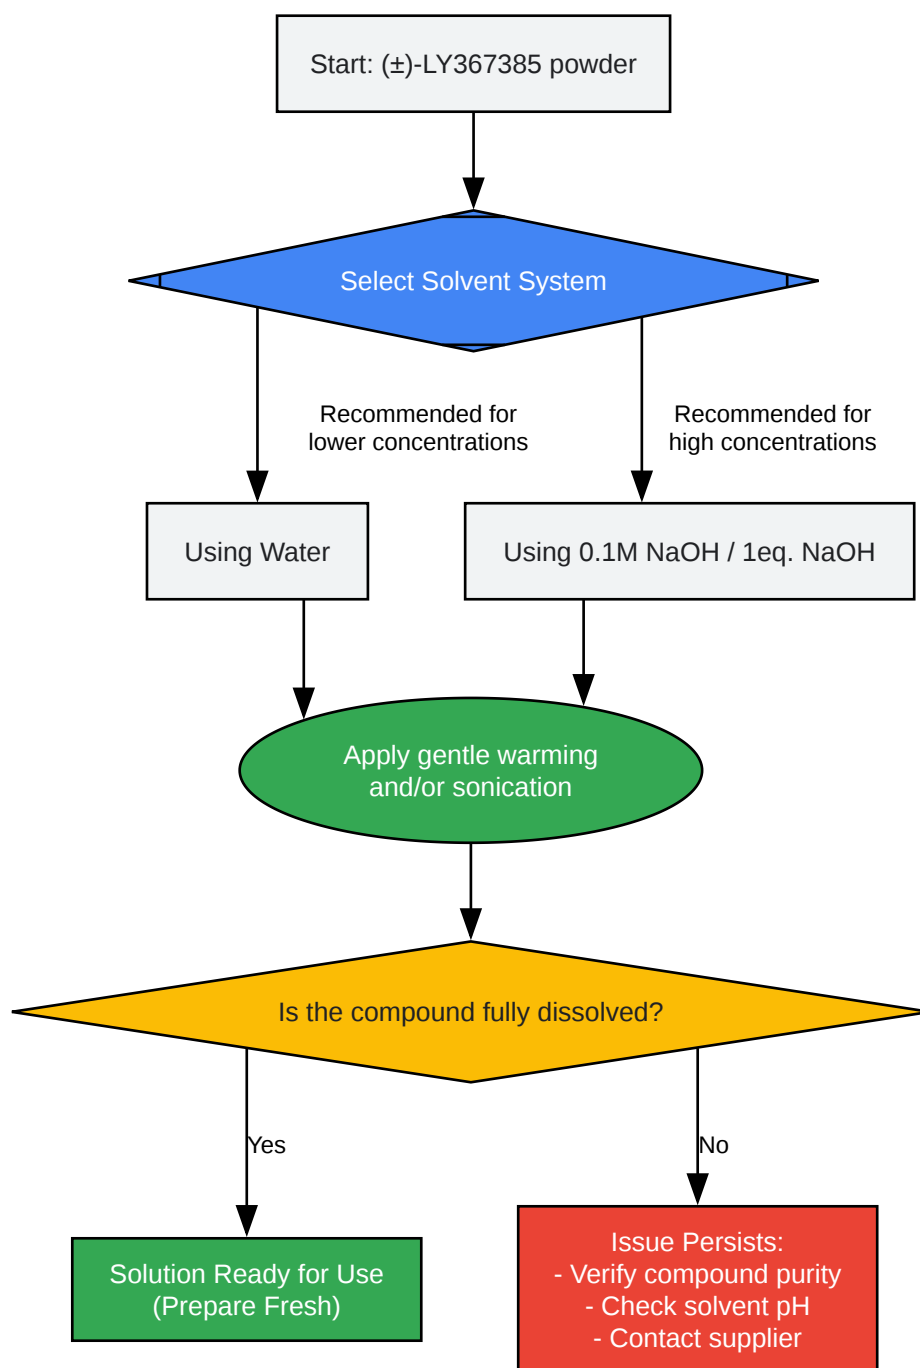 Start: (±)-LY367385 powder
Select Solvent System
Recommended for
lower concentrations
Recommended for
high concentrations
Using Water
Using 0.1M NaOH / 1eq. NaOH
Apply gentle warming
and/or sonication
Is the compound fully dissolved?
Yes
No
Solution Ready for Use
(Prepare Fresh)
Issue Persists:
- Verify compound purity
- Check solvent pH
- Contact supplier